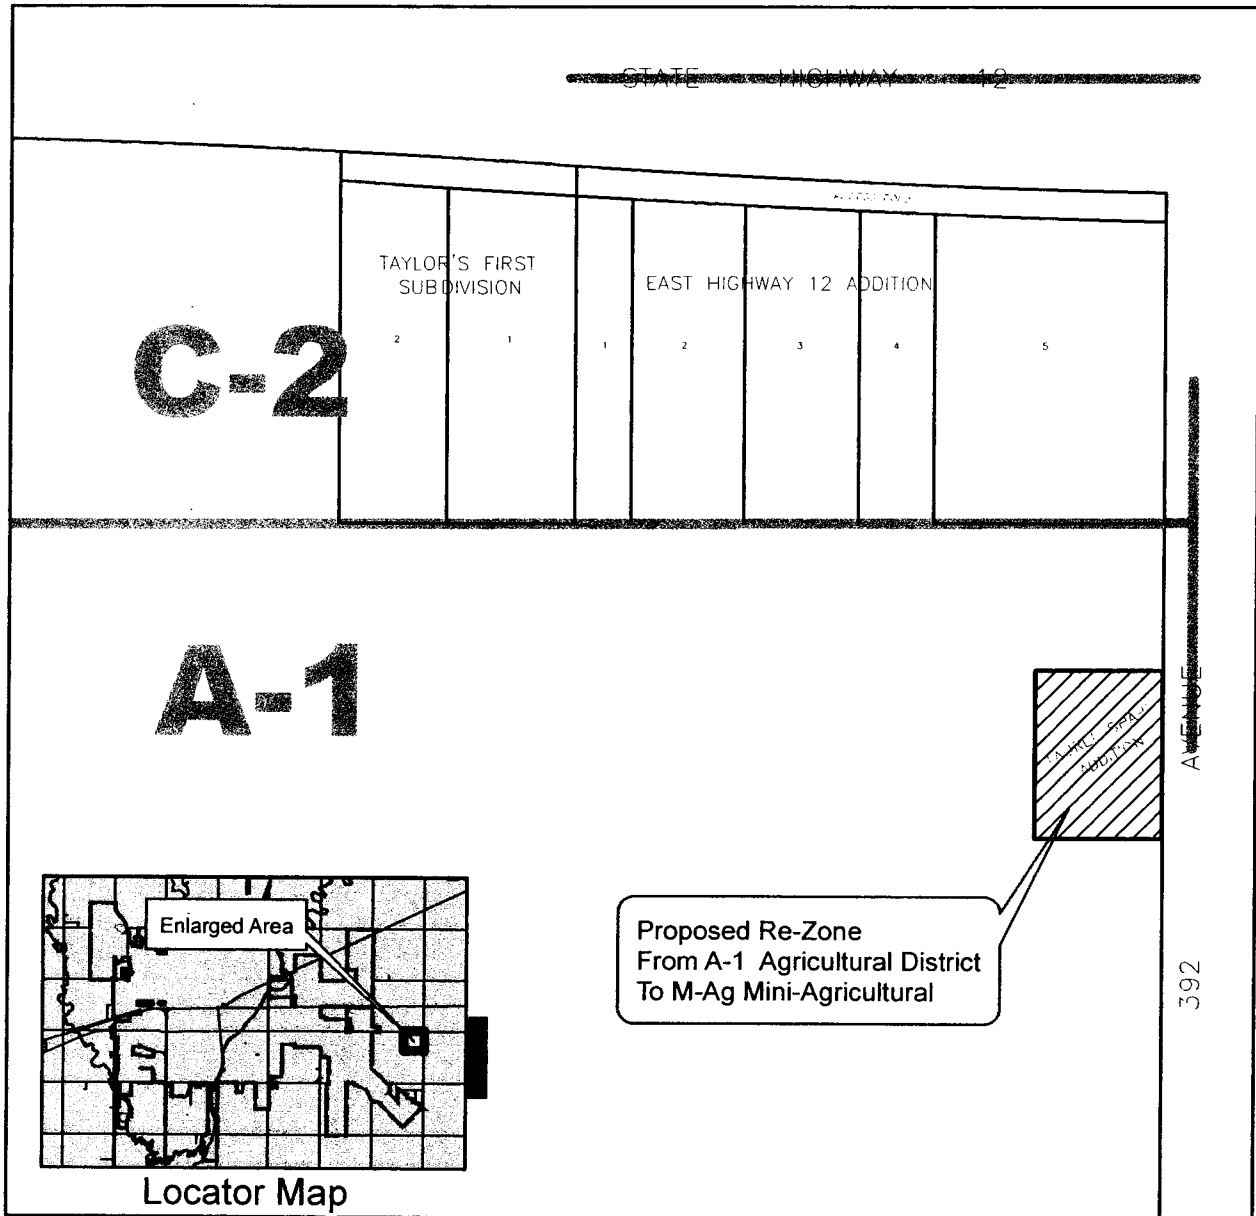 STATE HIGHWAY 12
TAYLOR'S FIRST
SUBDIVISION
EAST HIGHWAY 12 ADDITION
2
1
1
2
3
4
5
C-2
A-1
ADDITION
AVENUE
392
Enlarged Area
Proposed Re-Zone
From A-1 Agricultural District
To M-Ag Mini-Agricultural
Locator Map